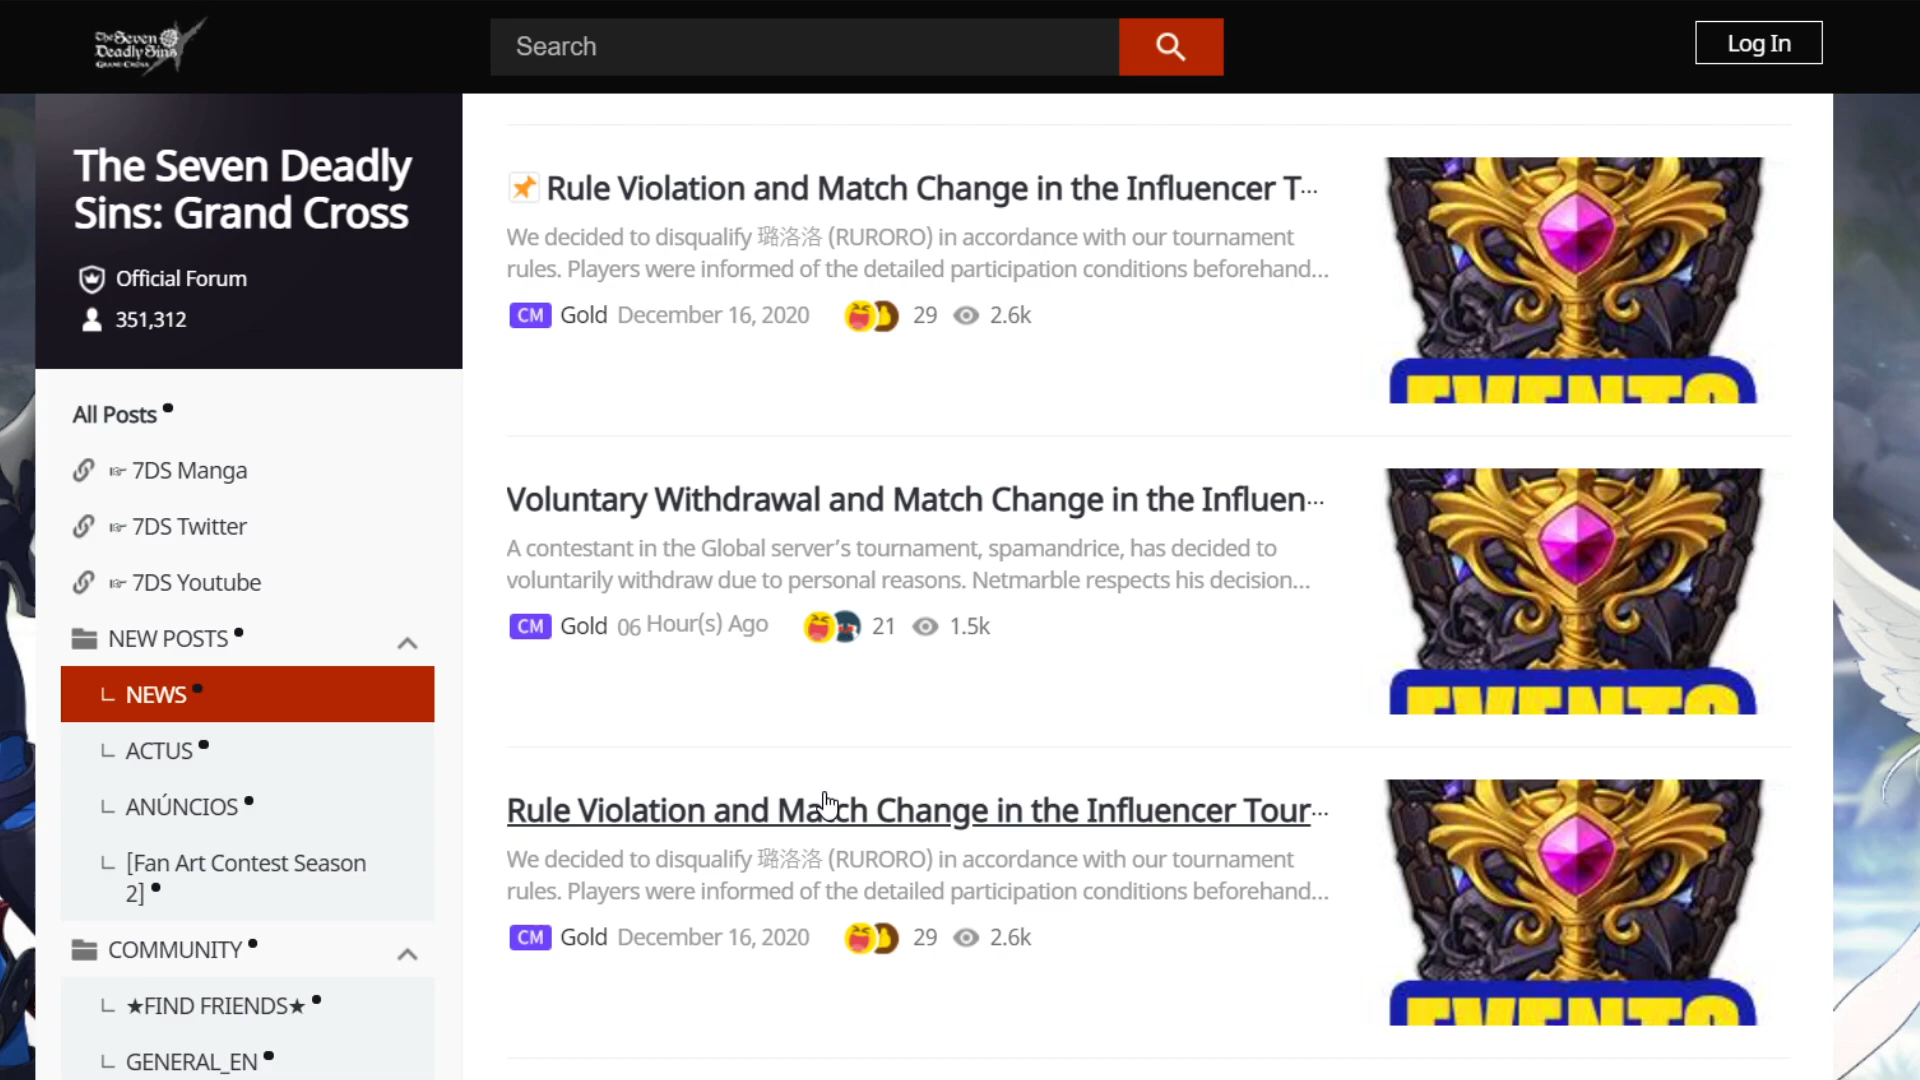 The Seven
Deadly Sins
Grand Cross
Search
Log In
The Seven Deadly
Sins: Grand Cross
Official Forum
351,312
All Posts
☞ 7DS Manga
☞ 7DS Twitter
☞ 7DS Youtube
NEW POSTS
NEWS
ACTUS
ANÚNCIOS
[Fan Art Contest Season
2]
COMMUNITY
★FIND FRIENDS★
GENERAL_EN
Rule Violation and Match Change in the Influencer T···
We decided to disqualify 璐洛洛 (RURORO) in accordance with our tournament
rules. Players were informed of the detailed participation conditions beforehand...
CM Gold December 16, 2020 29 2.6k
EVENTS
Voluntary Withdrawal and Match Change in the Influen···
A contestant in the Global server’s tournament, spamandrice, has decided to
voluntarily withdraw due to personal reasons. Netmarble respects his decision...
CM Gold 06 Hour(s) Ago 21 1.5k
EVENTS
Rule Violation and Match Change in the Influencer Tour···
We decided to disqualify 璐洛洛 (RURORO) in accordance with our tournament
rules. Players were informed of the detailed participation conditions beforehand...
CM Gold December 16, 2020 29 2.6k
EVENTS